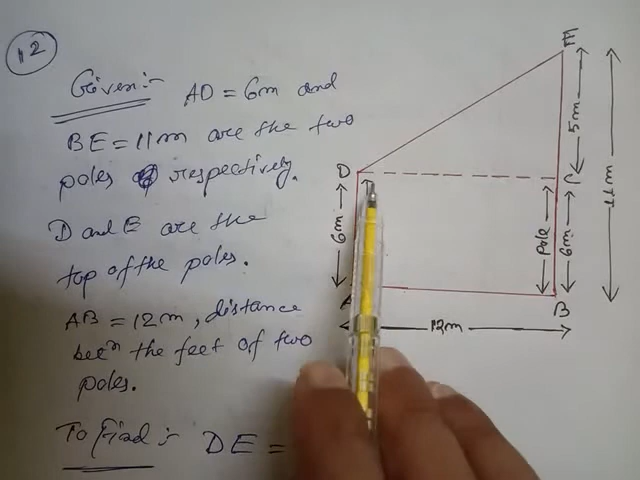 12
Given:-
AD = 6m and
BE = 11m are the two
poles respectively.
D and E are the
top of the poles.
AB = 12m, distance
betn the feet of two
poles.
To Find:- DE =
E
D
C
B
5m
6m
11m
6m
Pole
12m